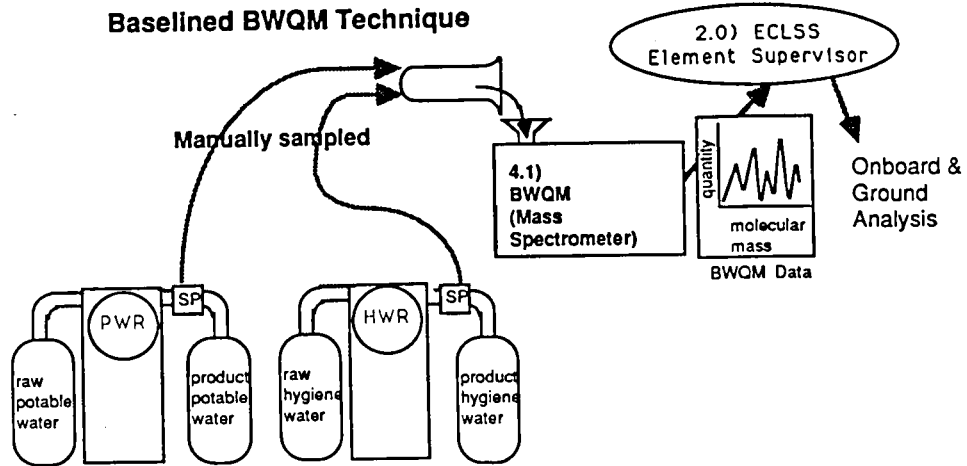 Baselined BWQM Technique
2.0) ECLSS
Element Supervisor
Manually sampled
4.1)
BWQM
(Mass
Spectrometer)
quantity
molecular
mass
BWQM Data
Onboard &
Ground
Analysis
SP
PWR
raw
potable
water
product
potable
water
SP
HWR
raw
hygiene
water
product
hygiene
water